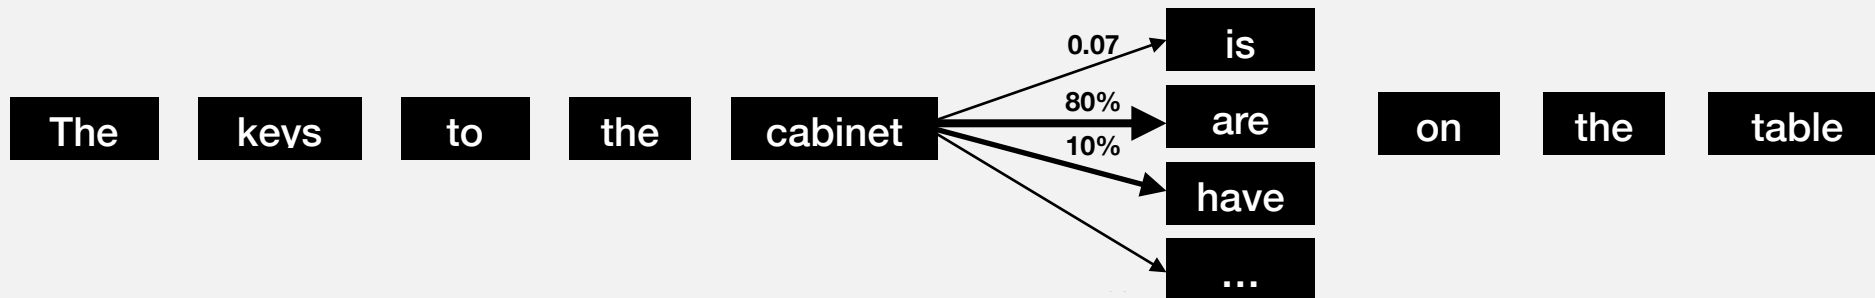 The keys to the cabinet
0.07
80%
10%
is
are
have
...
on the table